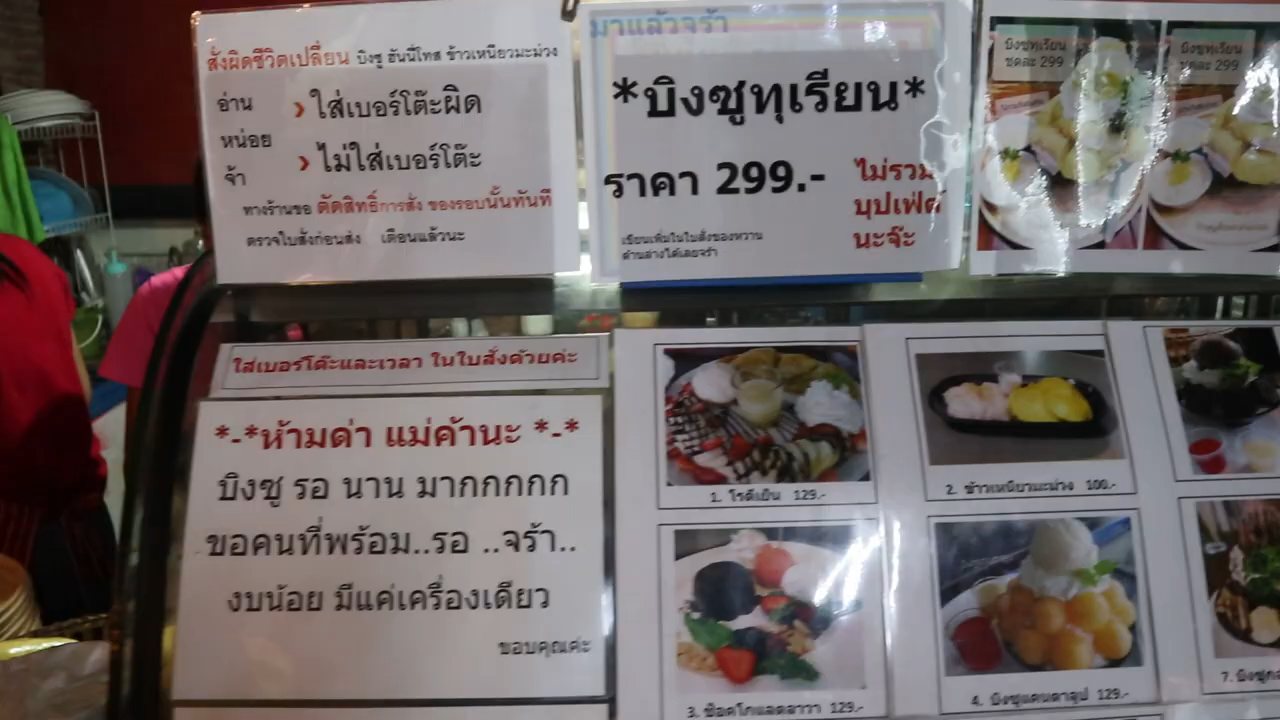 สั่งผิดชีวิตเปลี่ยน บิงซู ฮันนี่โทส ข้าวเหนียวมะม่วง
อ่าน
หน่อย
จ้า
› ใส่เบอร์โต๊ะผิด
› ไม่ใส่เบอร์โต๊ะ
ทางร้านขอ ตัดสิทธิ์การสั่ง ของรอบนั้นทันที
ตรวจใบสั่งก่อนส่ง เตือนแล้วนะ
มาแล้วจร้า
*บิงซูทุเรียน*
ราคา 299.-
ไม่รวม
บุปเฟ่ต์
นะจ๊ะ
เขียนเพิ่มในใบสั่งของหวาน
ด้านล่างได้เลยจร้า
บิงซูทุเรียน
ชุดละ 299
บิงซูทุเรียน
ชุดละ 299
ใส่เบอร์โต๊ะและเวลา ในใบสั่งด้วยค่ะ
*-*ห้ามด่า แม่ค้านะ *-*
บิงซู รอ นาน มากกกกกก
ขอคนที่พร้อม..รอ ..จร้า..
งบน้อย มีแค่เครื่องเดียว
ขอบคุณค่ะ
1. โรตีเย็น 129.-
2. ข้าวเหนียวมะม่วง 100.-
3. ช๊อคโกแลตลาวา 129.-
4. บิงซูแคนตาลูป 129.-
7.